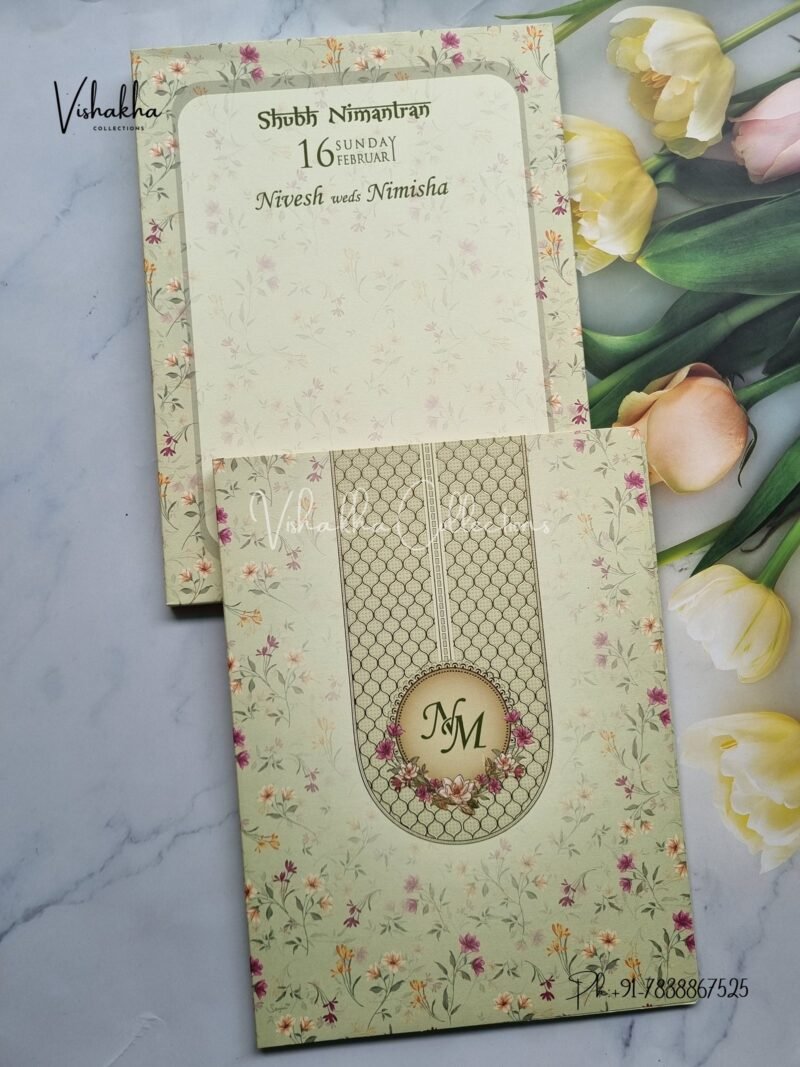 Vishakha
COLLECTIONS
Shubh Nimantran
16 SUNDAY
FEBRUARY
Nivesh weds Nimisha
Vishakha Collections
NM
Ph:+91-7888867525